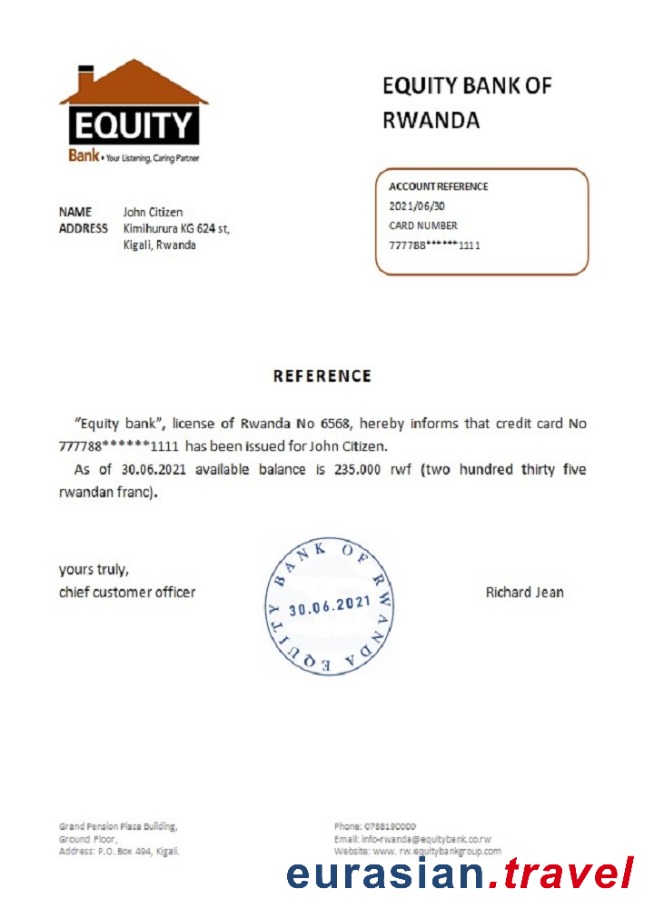 EQUITY
Bank • Your Listening, Caring Partner
EQUITY BANK OF
RWANDA
ACCOUNT REFERENCE
2021/06/30
CARD NUMBER
777788******1111
NAME John Citizen
ADDRESS Kimihurura KG 624 st,
Kigali, Rwanda
REFERENCE
“Equity bank”, license of Rwanda No 6568, hereby informs that credit card No
777788******1111 has been issued for John Citizen.
As of 30.06.2021 available balance is 235.000 rwf (two hundred thirty five
rwandan franc).
yours truly,
chief customer officer
EQUITY BANK OF RWANDA
30.06.2021
Richard Jean
Grand Pension Plaza Building,
Ground Floor,
Address: P.O. Box 494, Kigali.
Phone: 0788190000
Email: info-rwanda@equitybank.co.rw
Website: www. rw.equitybankgroup.com
eurasian.travel